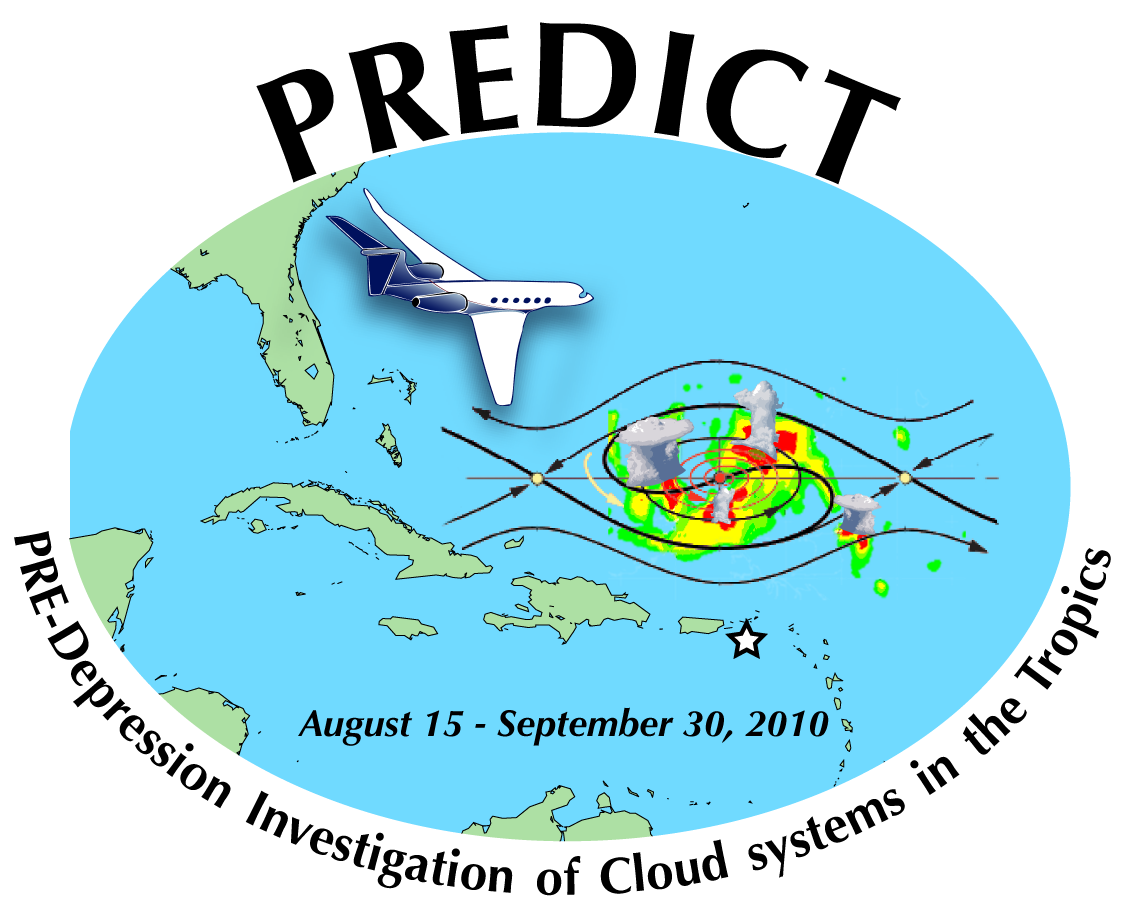 PREDICT
August 15 - September 30, 2010
PRE-Depression Investigation of Cloud systems in the Tropics